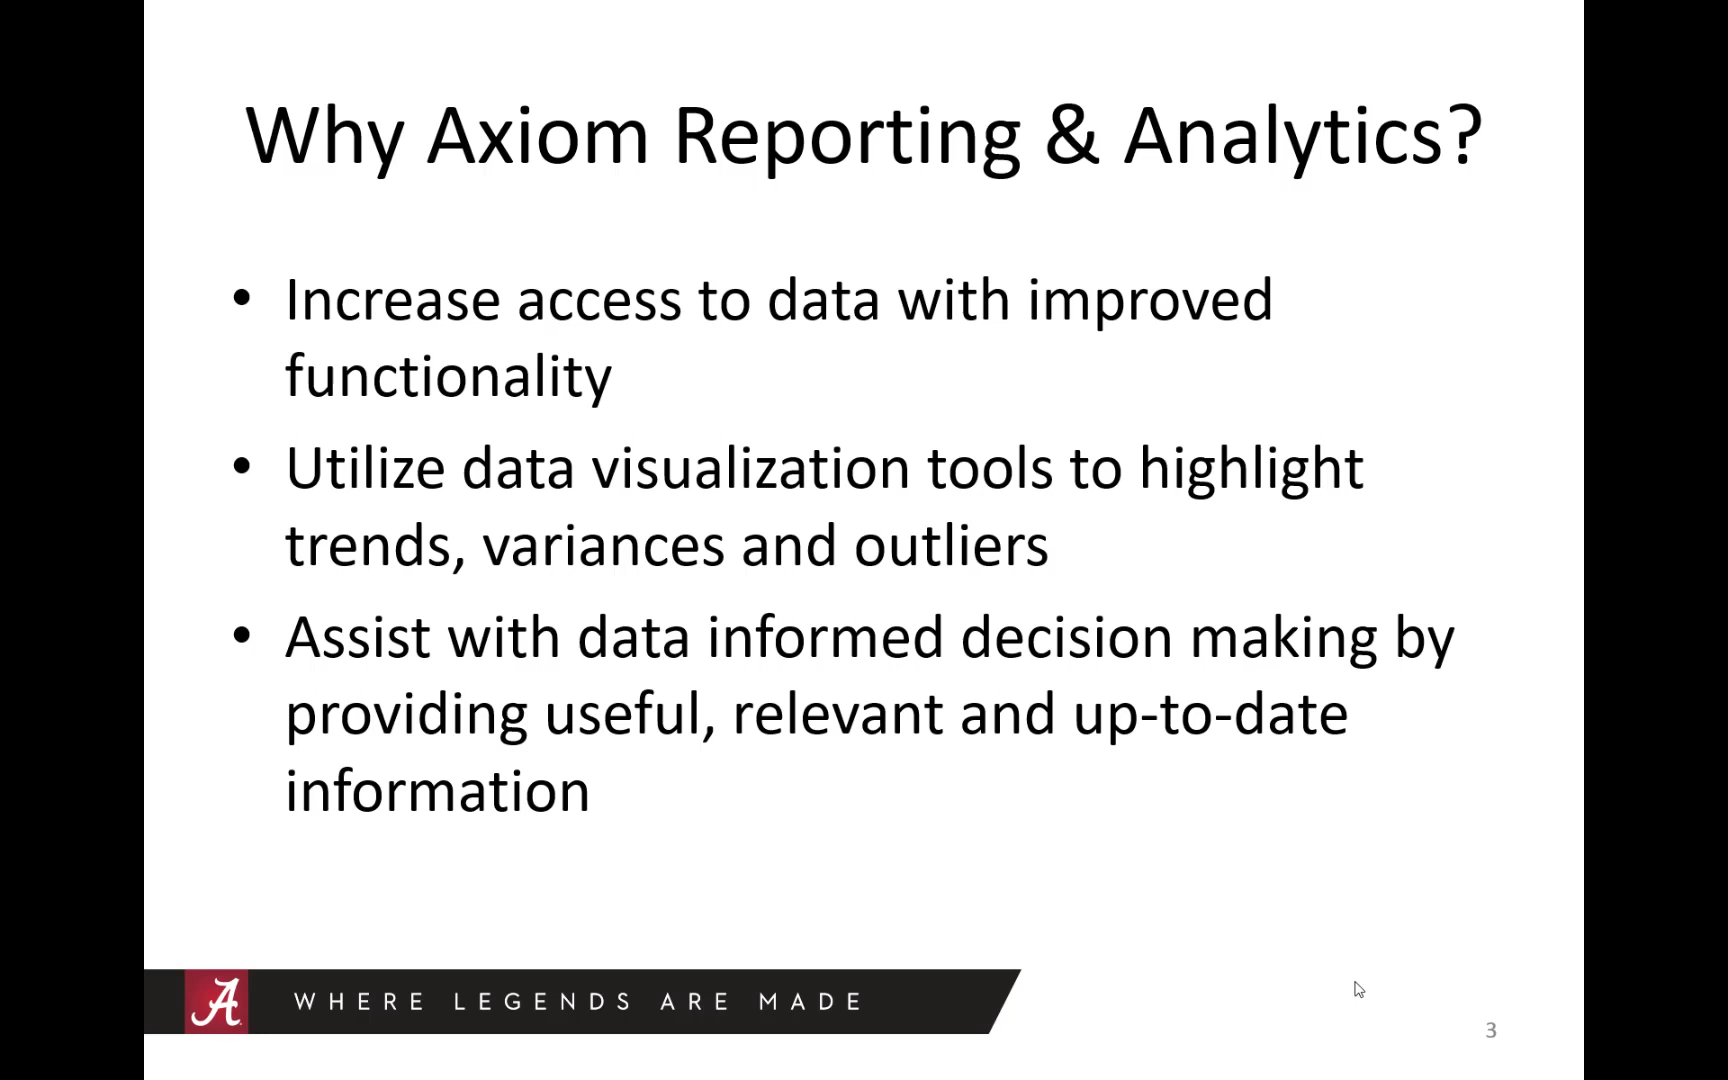 Why Axiom Reporting & Analytics?
• Increase access to data with improved
functionality
• Utilize data visualization tools to highlight
trends, variances and outliers
• Assist with data informed decision making by
providing useful, relevant and up-to-date
information
A WHERE LEGENDS ARE MADE
3